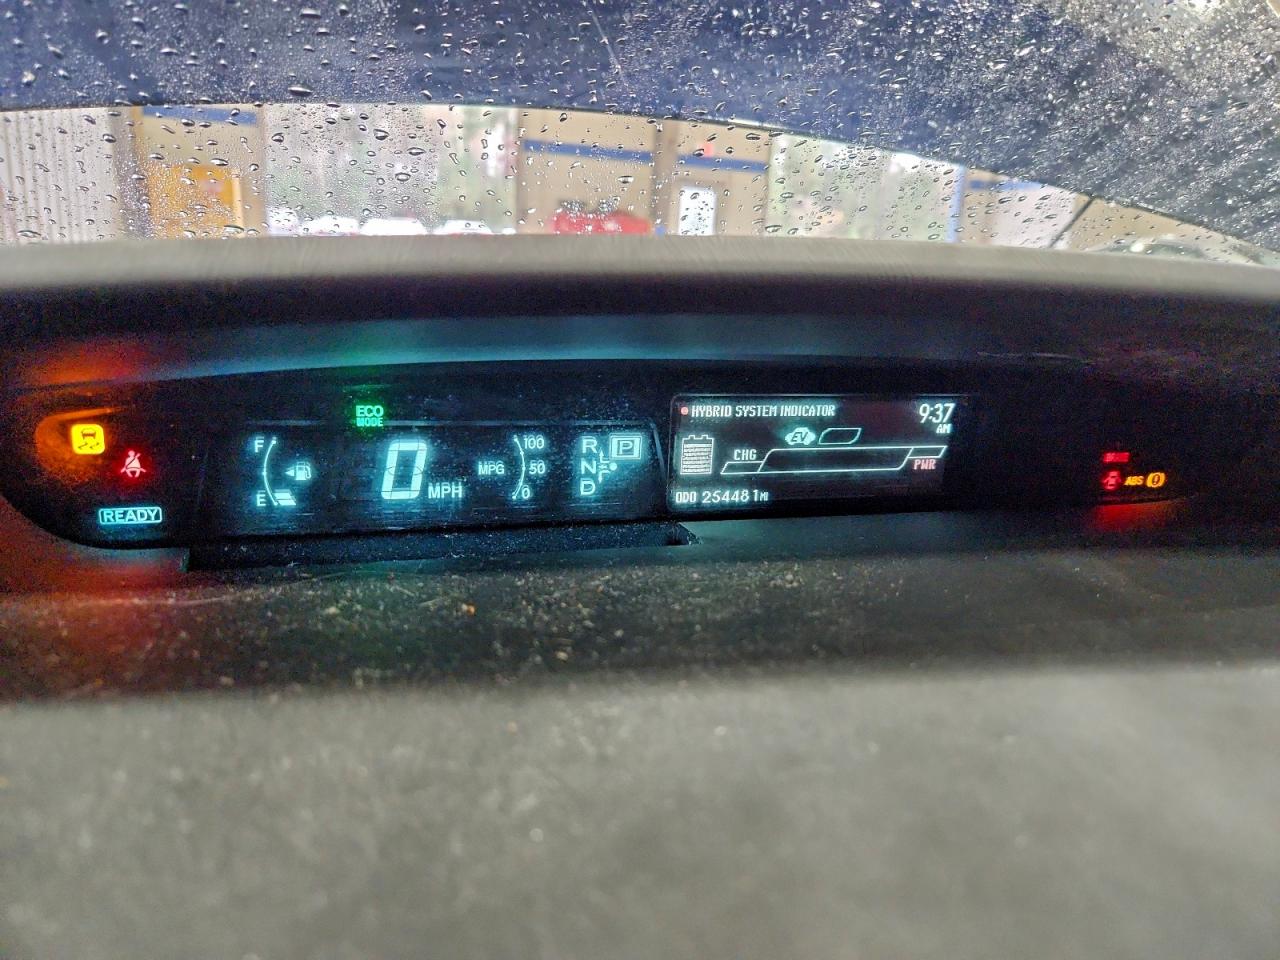 ECO
MODE
READY
F
E
0 MPH
MPG
100
50
0
R
N
D
P
HYBRID SYSTEM INDICATOR
9:37
AM
EV
CHG
PWR
ODO 254481 MI
ABS